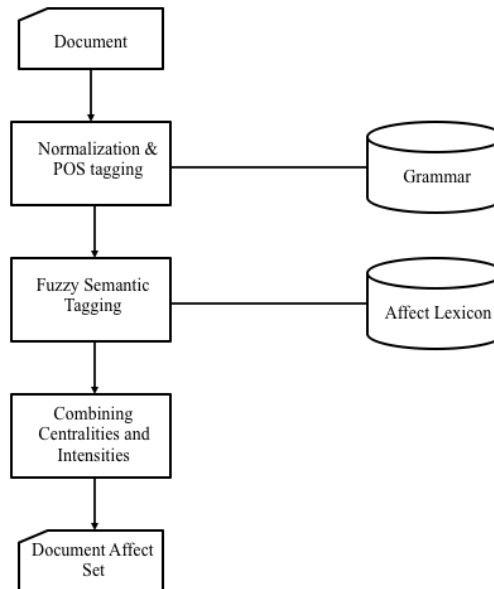 Document
Normalization &
POS tagging
Grammar
Fuzzy Semantic
Tagging
Affect Lexicon
Combining
Centralities and
Intensities
Document Affect
Set